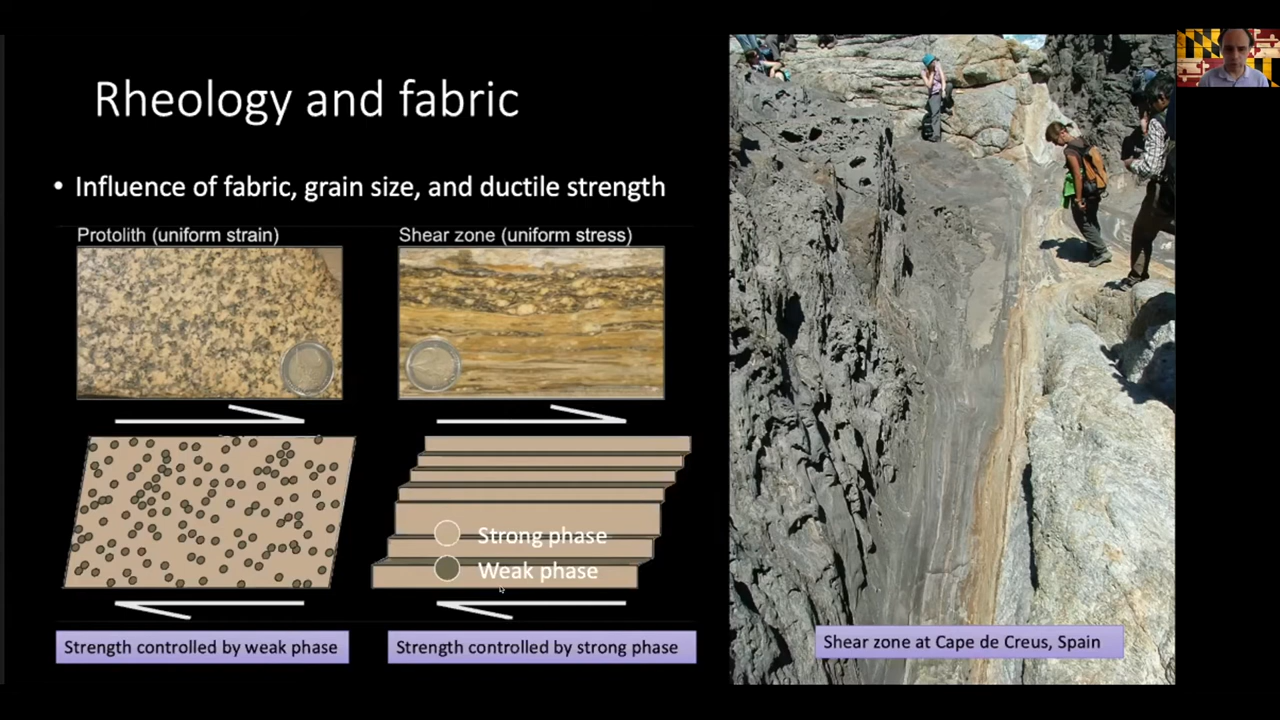 Rheology and fabric
• Influence of fabric, grain size, and ductile strength
Protolith (uniform strain)
Shear zone (uniform stress)
Strong phase
Weak phase
Strength controlled by weak phase
Strength controlled by strong phase
Shear zone at Cape de Creus, Spain